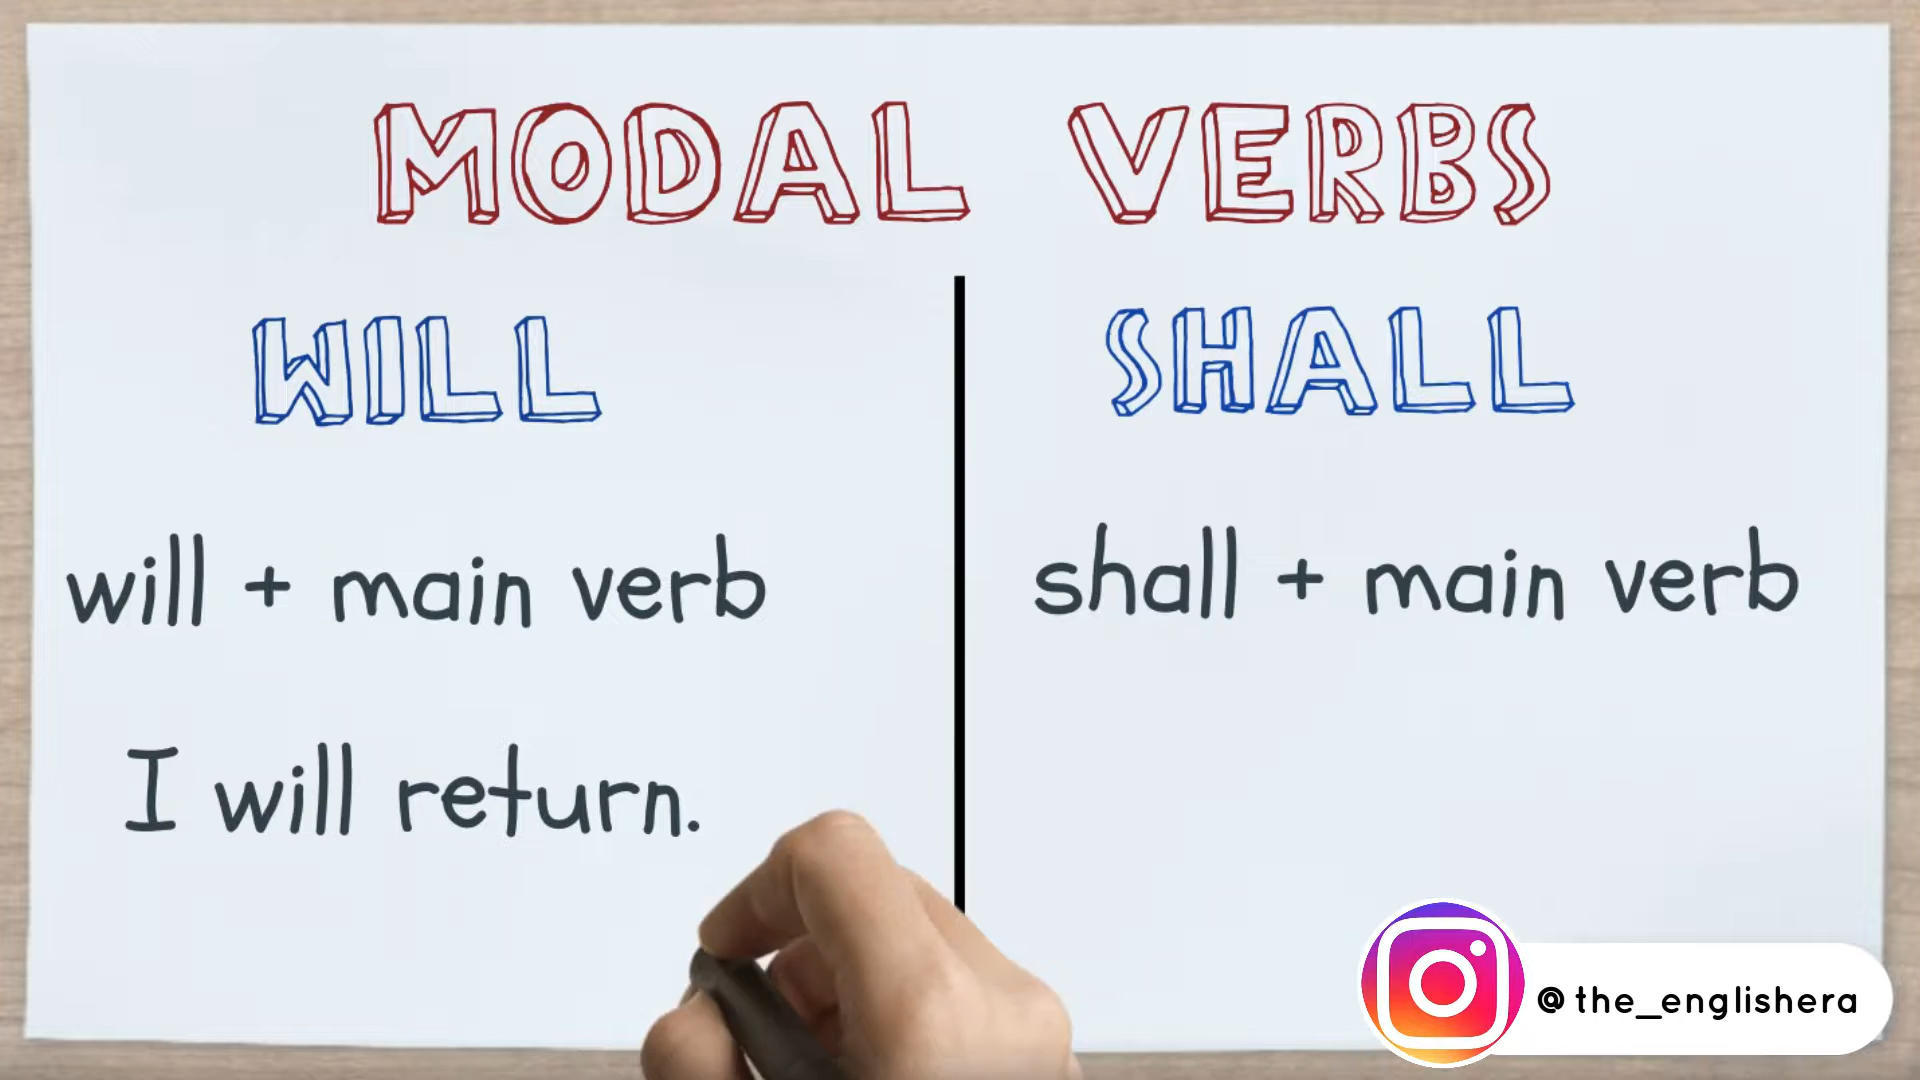 MODAL VERBS
WILL
will + main verb
I will return.
SHALL
shall + main verb
@the_englishera